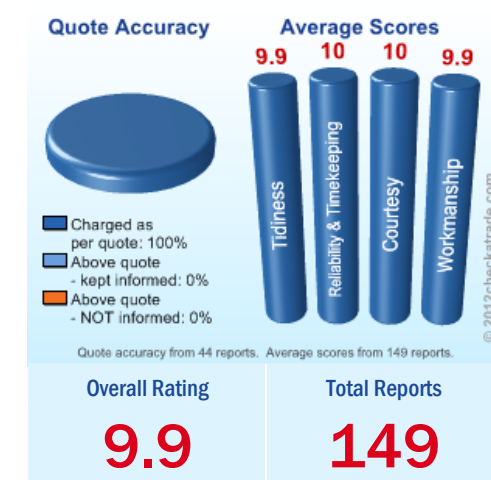 Quote Accuracy
Charged as
per quote: 100%
Above quote
- kept informed: 0%
Above quote
- NOT informed: 0%
Average Scores
9.9 10 10 9.9
Tidiness
Reliability & Timekeeping
Courtesy
Workmanship
© 2012checkatrade.com
Quote accuracy from 44 reports. Average scores from 149 reports.
Overall Rating
9.9
Total Reports
149